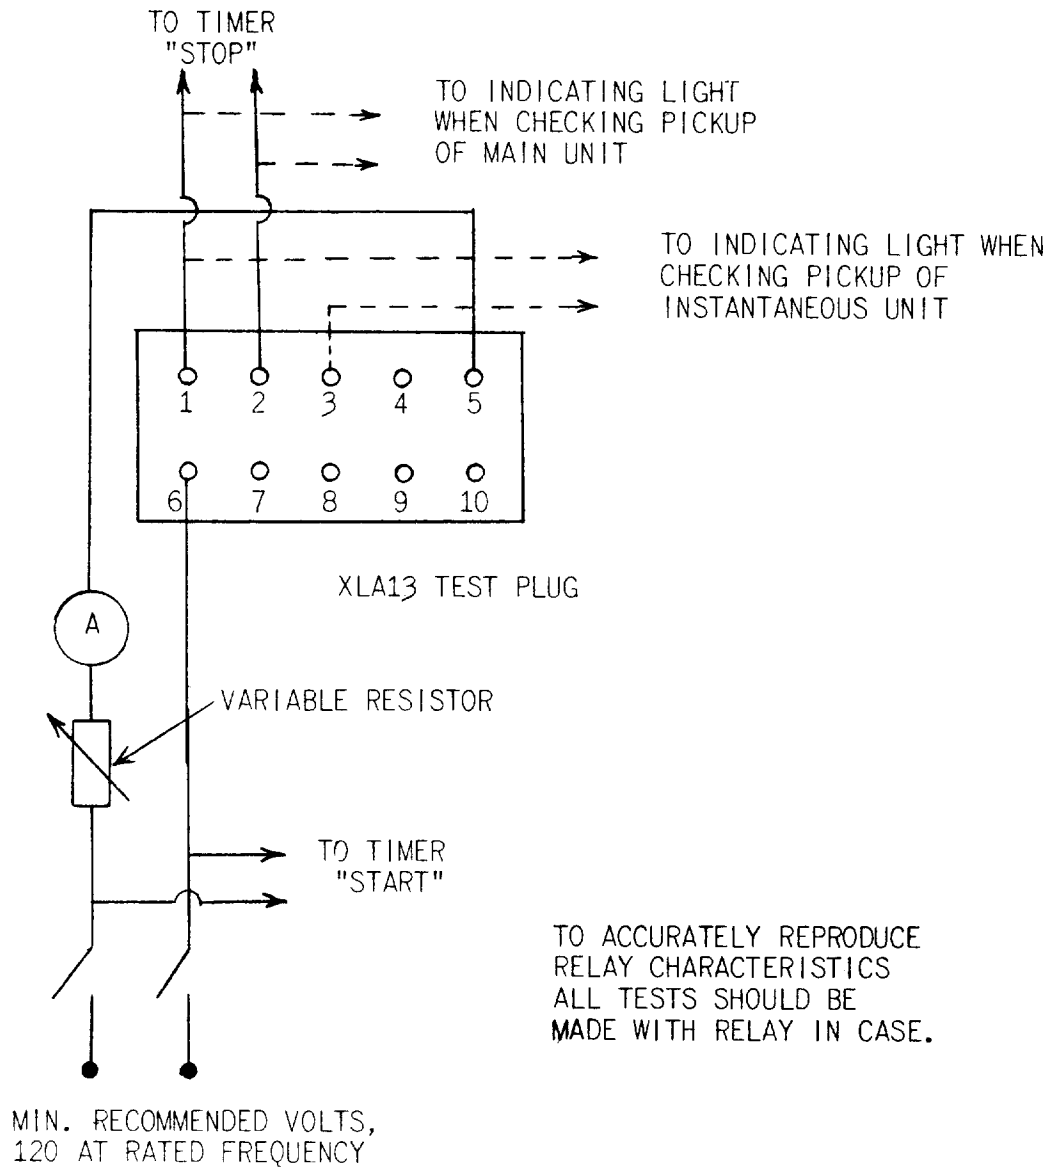 TO TIMER
"STOP"
TO INDICATING LIGHT
WHEN CHECKING PICKUP
OF MAIN UNIT
TO INDICATING LIGHT WHEN
CHECKING PICKUP OF
INSTANTANEOUS UNIT
1 2 3 4 5
6 7 8 9 10
XLA13 TEST PLUG
A
VARIABLE RESISTOR
TO TIMER
"START"
TO ACCURATELY REPRODUCE
RELAY CHARACTERISTICS
ALL TESTS SHOULD BE
MADE WITH RELAY IN CASE.
MIN. RECOMMENDED VOLTS,
120 AT RATED FREQUENCY